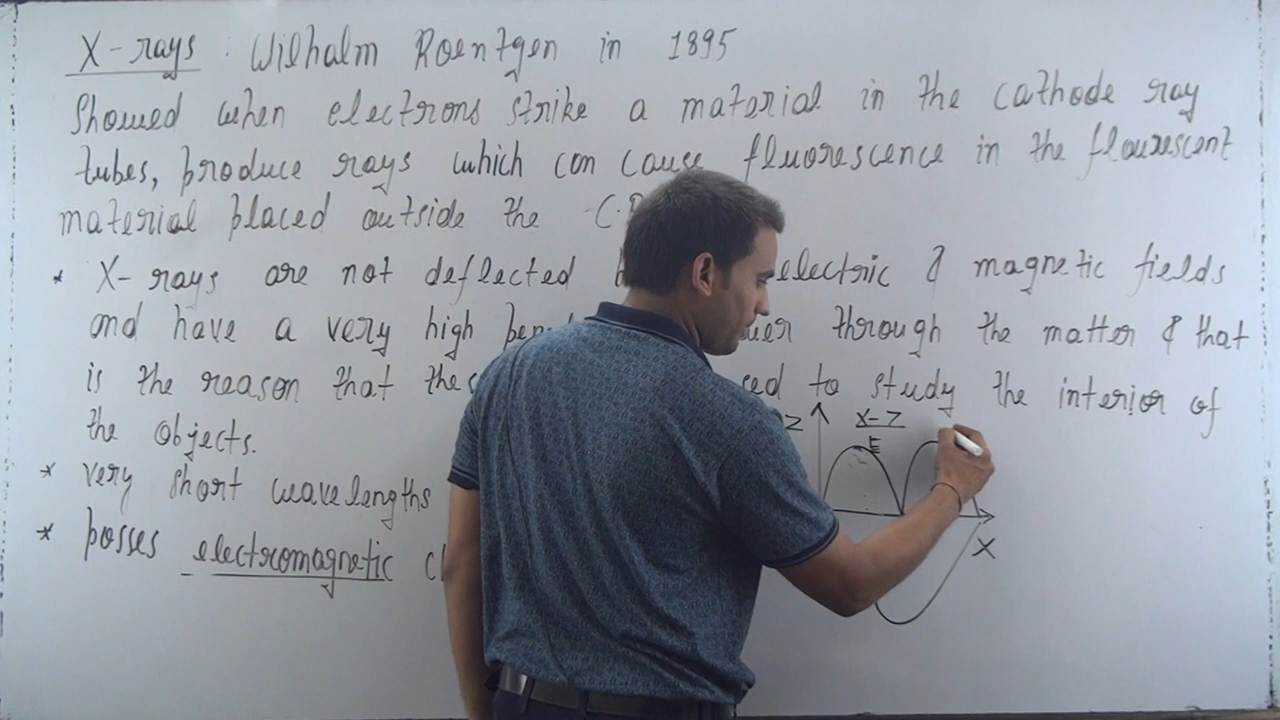 X-rays : Wilhalm Roentgen in 1895
Showed when electrons strike a material in the cathode ray
tubes, produce rays which can cause fluorescence in the flourescent
material placed outside the C.
X-rays are not deflected electric & magnetic fields
and have a very high through the matter & that
is the reason that to study the interior of
the objects.
very short wavelengths
posses electromagnetic
Z
X-Z
E
X